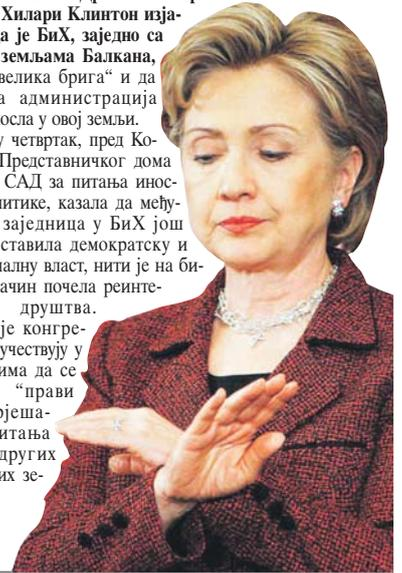 Хилари Клинтон изја-
а је БиХ, заједно са
земљама Балкана,
велика брига“ и да
а администрација
осла у овој земљи.
у четвртак, пред Ко-
Представничког дома
САД за питања инос-
литике, казала да међу-
заједница у БиХ још
ставила демократску и
налну власт, нити је на би-
ачин почела реинте-
друштва.
је конгре-
учествују у
има да се
“прави
рјеша-
итања
других
их зе-